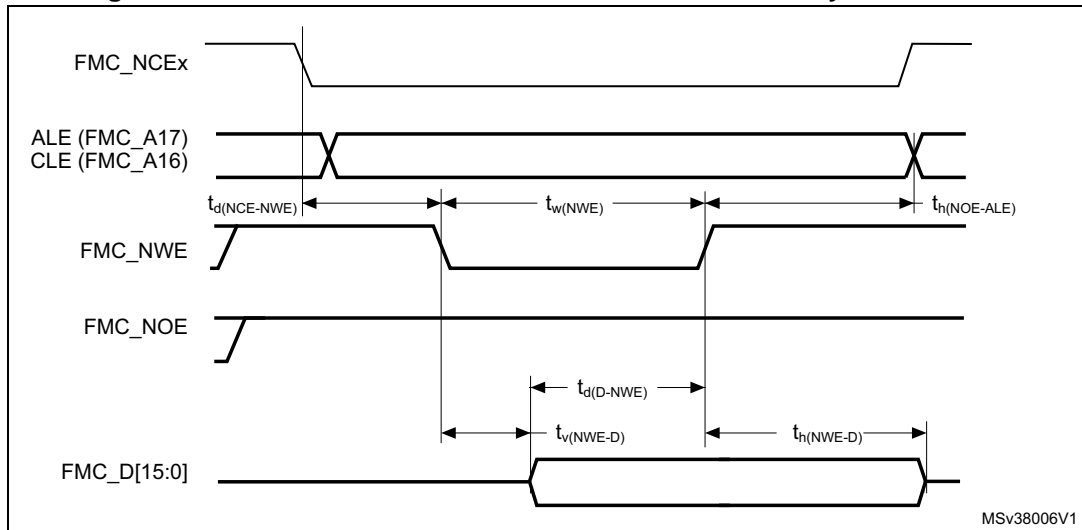 FMC_NCEx
ALE (FMC_A17)
CLE (FMC_A16)
td(NCE-NWE)
tw(NWE)
th(NOE-ALE)
FMC_NWE
FMC_NOE
td(D-NWE)
tv(NWE-D)
th(NWE-D)
FMC_D[15:0]
MSv38006V1